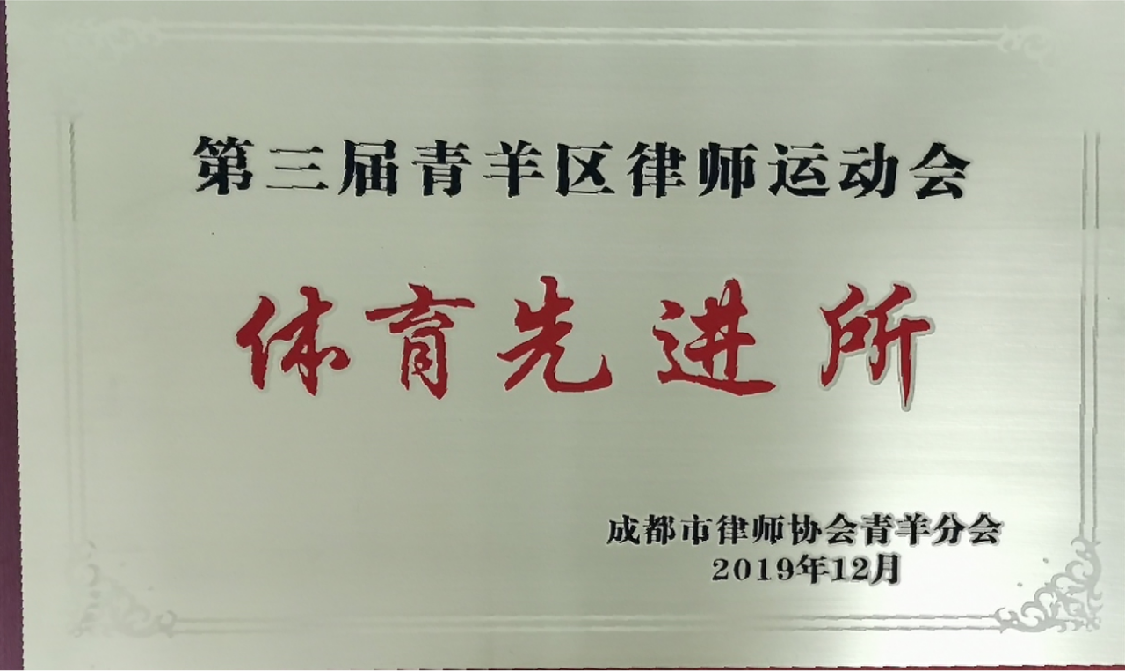 第三届青羊区律师运动会
体育先进所
成都市律师协会青羊分会
2019年12月